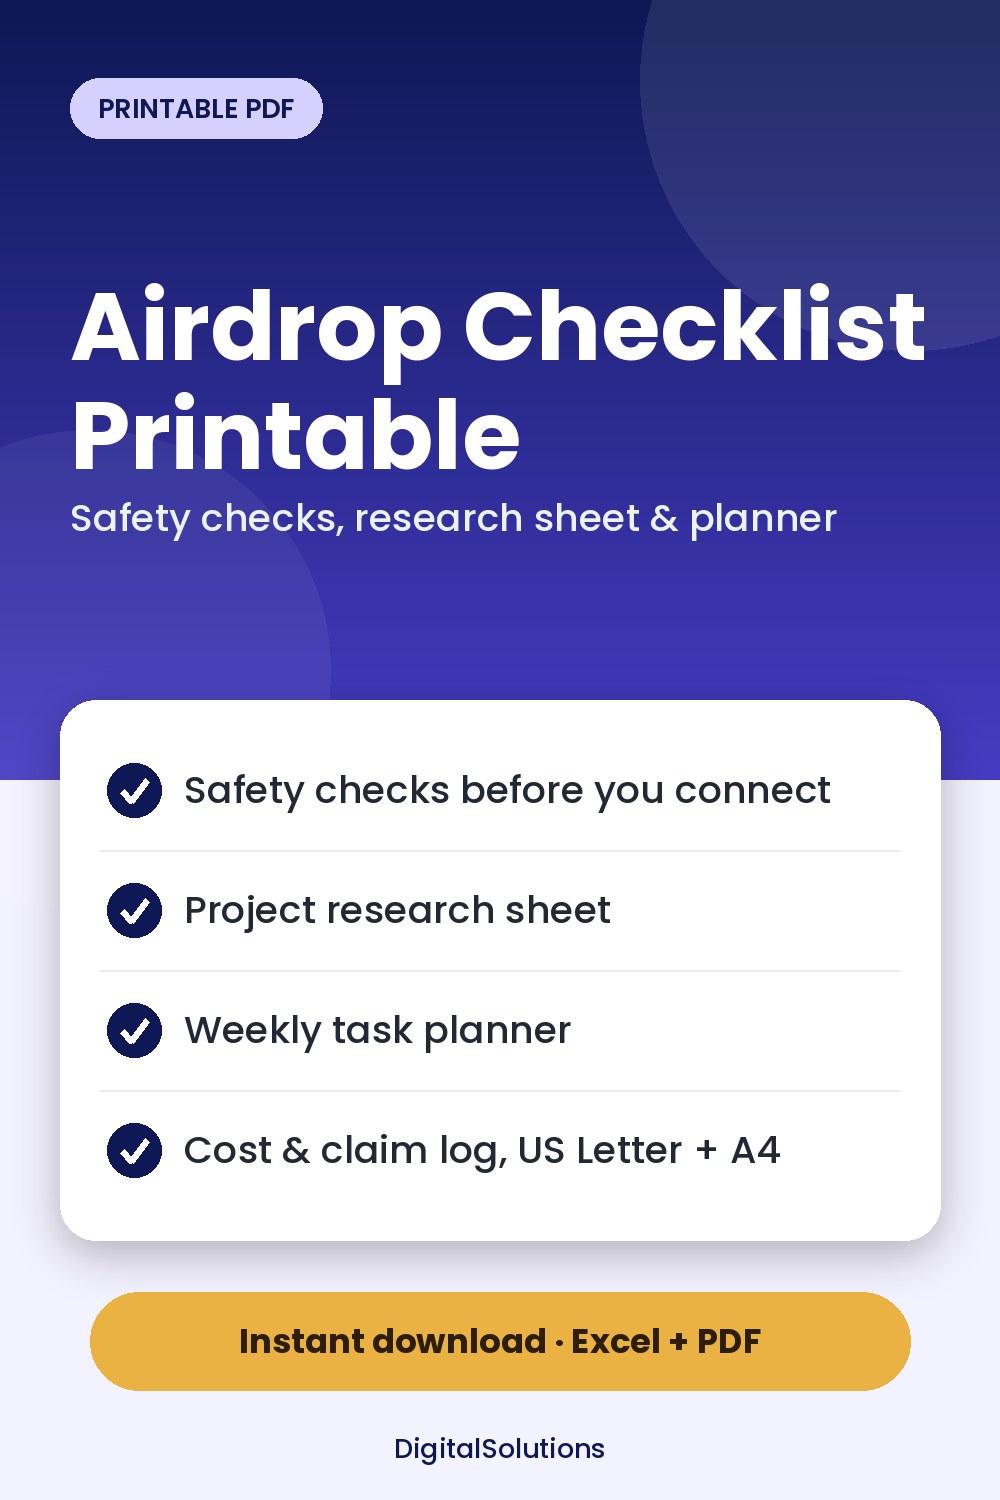 PRINTABLE PDF
Airdrop Checklist
Printable
Safety checks, research sheet & planner
Safety checks before you connect
Project research sheet
Weekly task planner
Cost & claim log, US Letter + A4
Instant download · Excel + PDF
DigitalSolutions